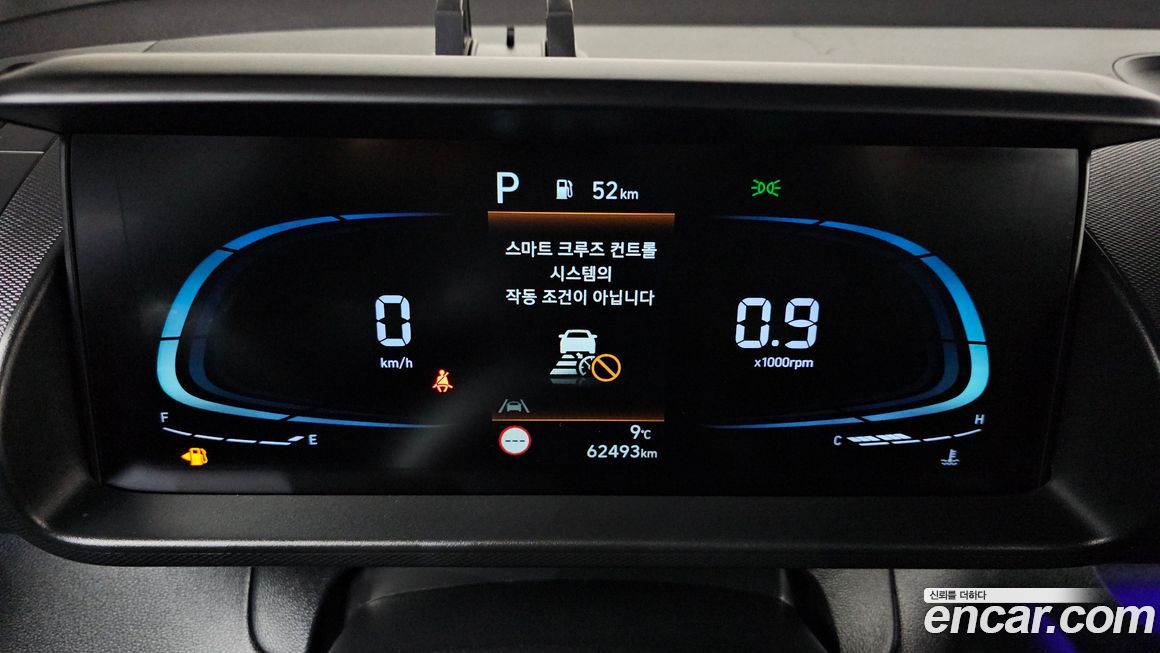 P 52km
스마트 크루즈 컨트롤
시스템의
작동 조건이 아닙니다
0
km/h
0.9
x1000rpm
F
E
C
H
---
9℃
62493km
신뢰를 더하다
encar.com